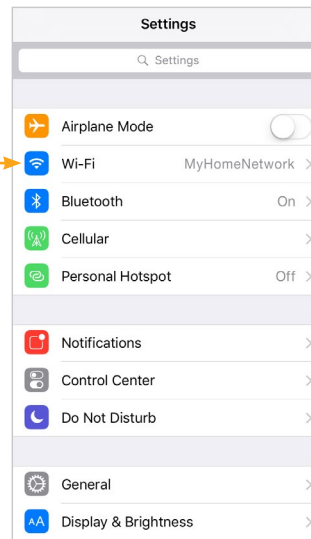 Settings
Settings
Airplane Mode
Wi-Fi MyHomeNetwork
Bluetooth On
Cellular
Personal Hotspot Off
Notifications
Control Center
Do Not Disturb
General
AA Display & Brightness